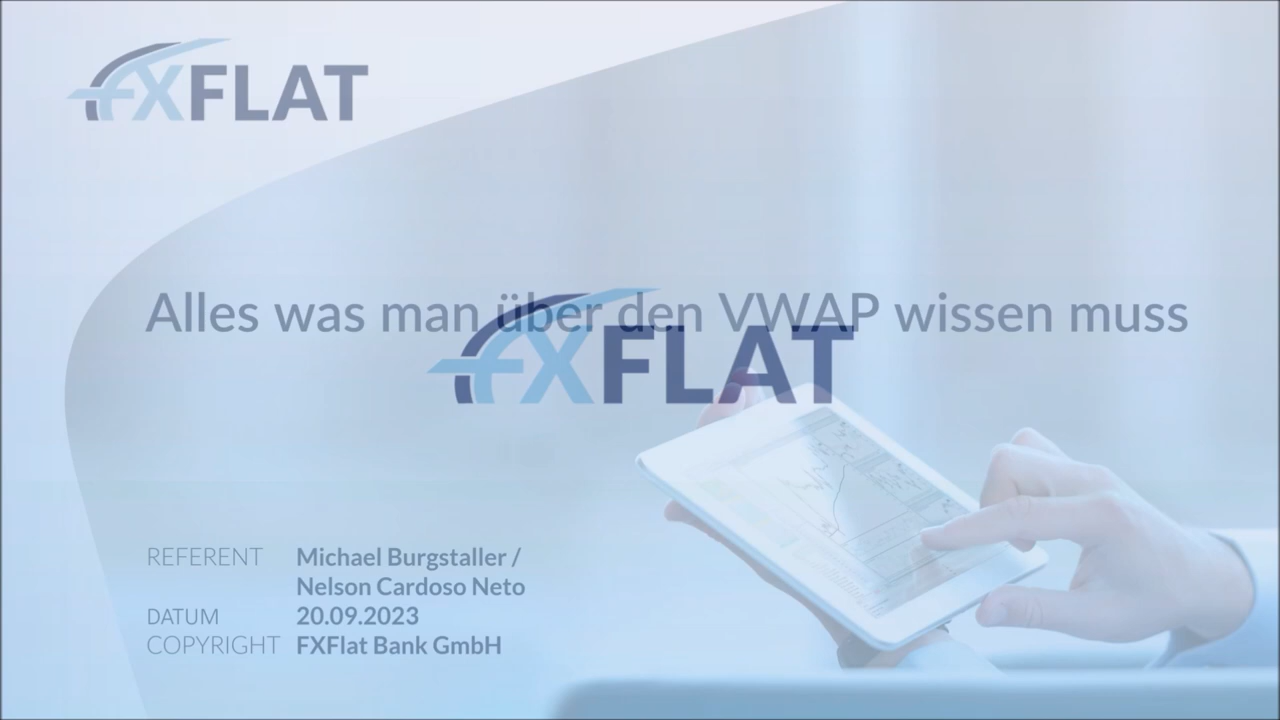 FXFLAT
Alles was man über den VWAP wissen muss
FXFLAT
REFERENT Michael Burgstaller /
Nelson Cardoso Neto
DATUM 20.09.2023
COPYRIGHT FXFlat Bank GmbH